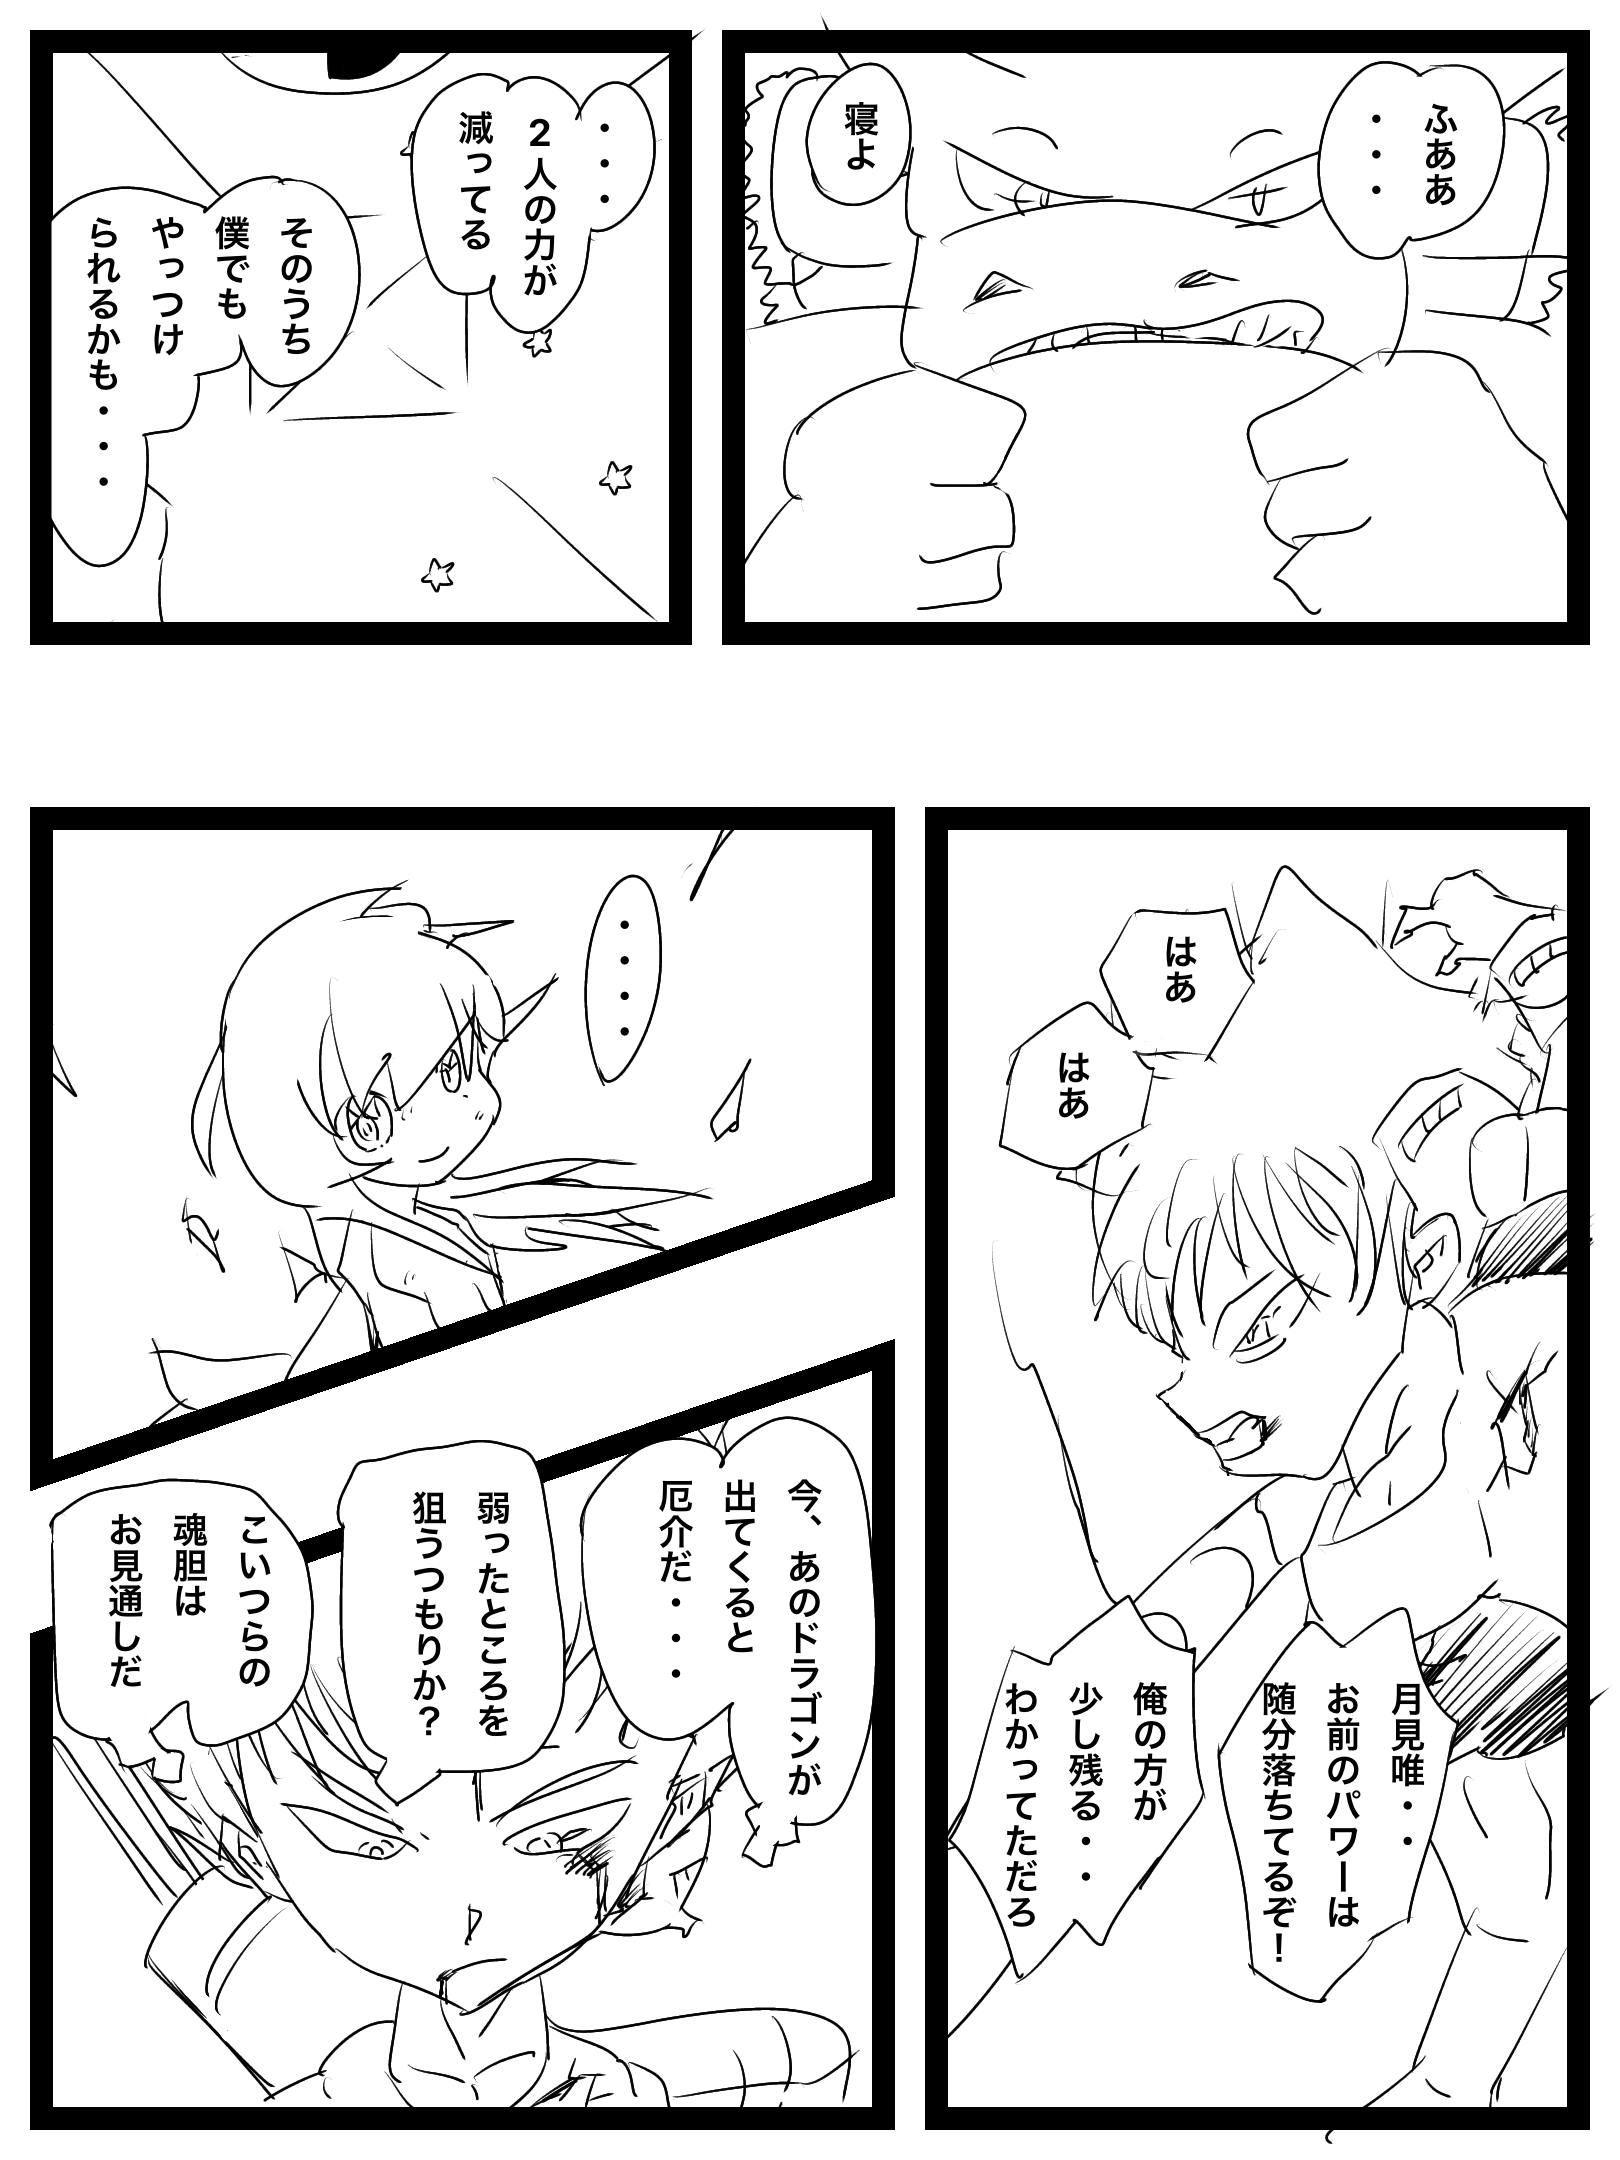 ふああ
・・・
寝よ
・・・
2人の力が
減ってる
そのうち
僕でも
やっつけ
られるかも・・・
はあ
はあ
月見唯・・
お前のパワーは
随分落ちてるぞ!
俺の方が
少し残る・・
わかってただろ
・・・・
今、あのドラゴンが
出てくると
厄介だ・・・
弱ったところを
狙うつもりか?
こいつらの
魂胆は
お見通しだ